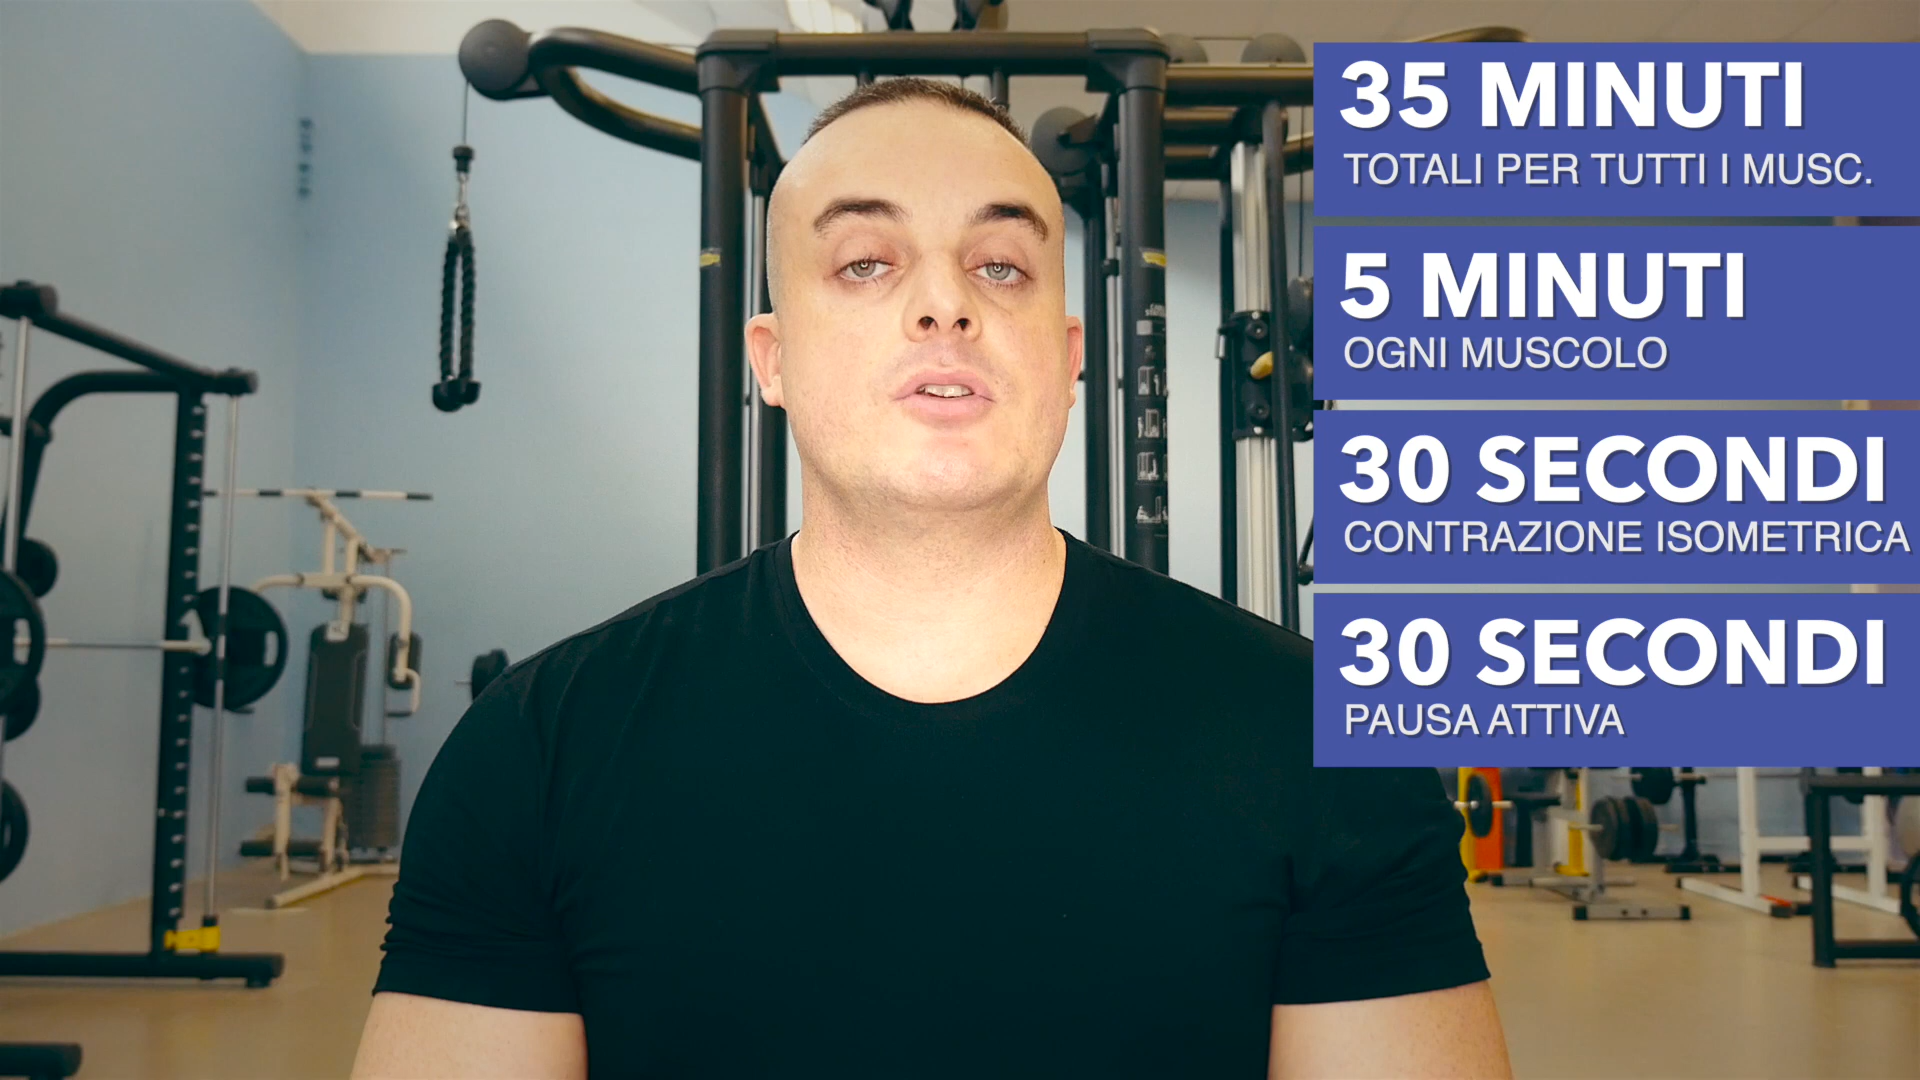 35 MINUTI
TOTALI PER TUTTI I MUSC.
5 MINUTI
OGNI MUSCOLO
30 SECONDI
CONTRAZIONE ISOMETRICA
30 SECONDI
PAUSA ATTIVA